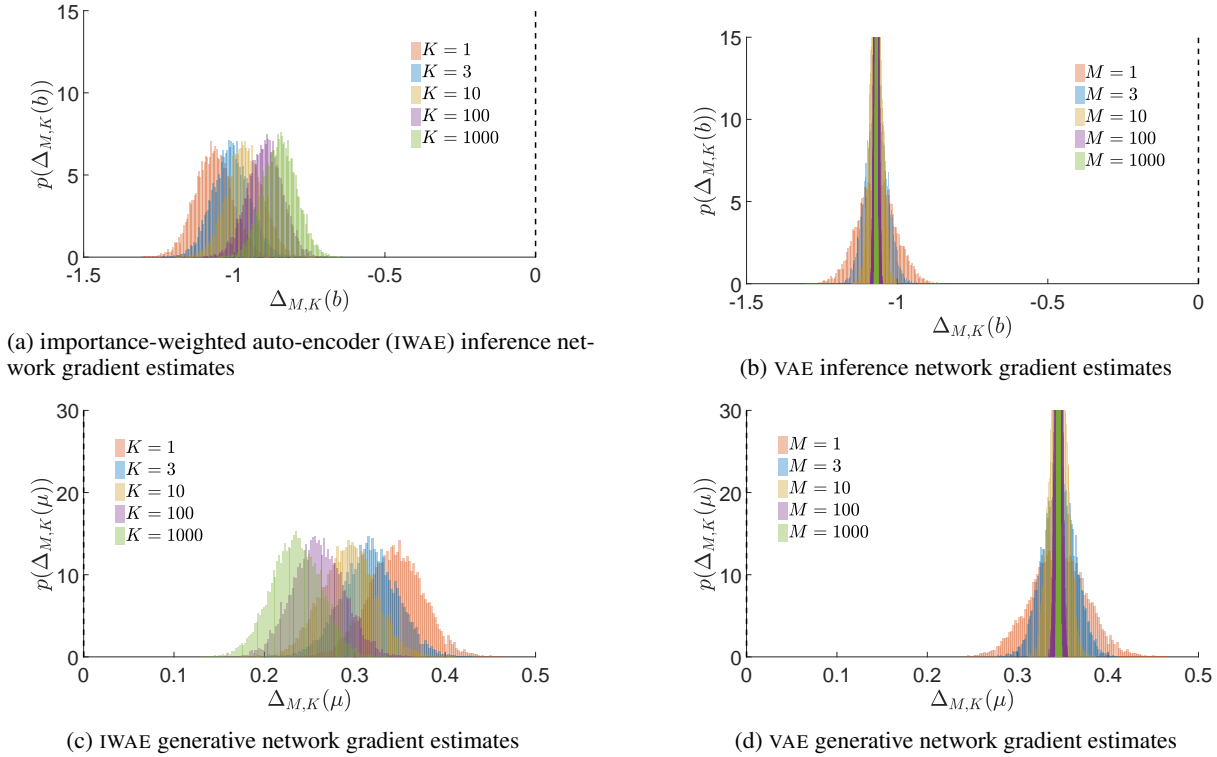 15
10
5
0
p(Δ_{M,K}(b))
K = 1
K = 3
K = 10
K = 100
K = 1000
-1.5
-1
-0.5
0
Δ_{M,K}(b)
(a) importance-weighted auto-encoder (IWAE) inference net-
work gradient estimates
15
10
5
0
p(Δ_{M,K}(b))
M = 1
M = 3
M = 10
M = 100
M = 1000
-1.5
-1
-0.5
0
Δ_{M,K}(b)
(b) VAE inference network gradient estimates
30
20
10
0
p(Δ_{M,K}(μ))
K = 1
K = 3
K = 10
K = 100
K = 1000
0
0.1
0.2
0.3
0.4
0.5
Δ_{M,K}(μ)
(c) IWAE generative network gradient estimates
30
20
10
0
p(Δ_{M,K}(μ))
M = 1
M = 3
M = 10
M = 100
M = 1000
0
0.1
0.2
0.3
0.4
0.5
Δ_{M,K}(μ)
(d) VAE generative network gradient estimates